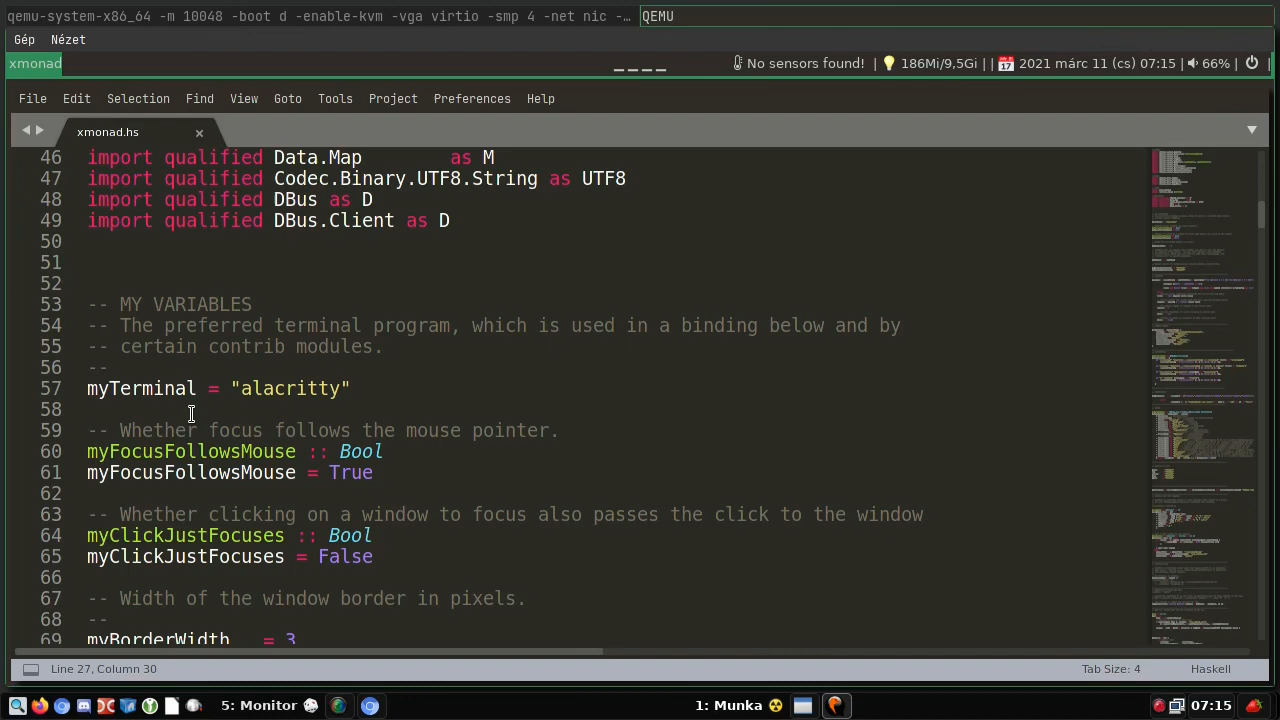 qemu-system-x86_64 -m 10048 -boot d -enable-kvm -vga virtio -smp 4 -net nic -…
QEMU
Gép Nézet
xmonad
No sensors found! | 186Mi/9,5Gi | | 2021 márc 11 (cs) 07:15 | 66% | |
File Edit Selection Find View Goto Tools Project Preferences Help
xmonad.hs ×
46 import qualified Data.Map        as M
47 import qualified Codec.Binary.UTF8.String as UTF8
48 import qualified DBus as D
49 import qualified DBus.Client as D
50
51
52
53 -- MY VARIABLES
54 -- The preferred terminal program, which is used in a binding below and by
55 -- certain contrib modules.
56 --
57 myTerminal = "alacritty"
58
59 -- Whether focus follows the mouse pointer.
60 myFocusFollowsMouse :: Bool
61 myFocusFollowsMouse = True
62
63 -- Whether clicking on a window to focus also passes the click to the window
64 myClickJustFocuses :: Bool
65 myClickJustFocuses = False
66
67 -- Width of the window border in pixels.
68 --
69 myBorderWidth   = 3
Line 27, Column 30
Tab Size: 4 Haskell
5: Monitor
1: Munka
07:15